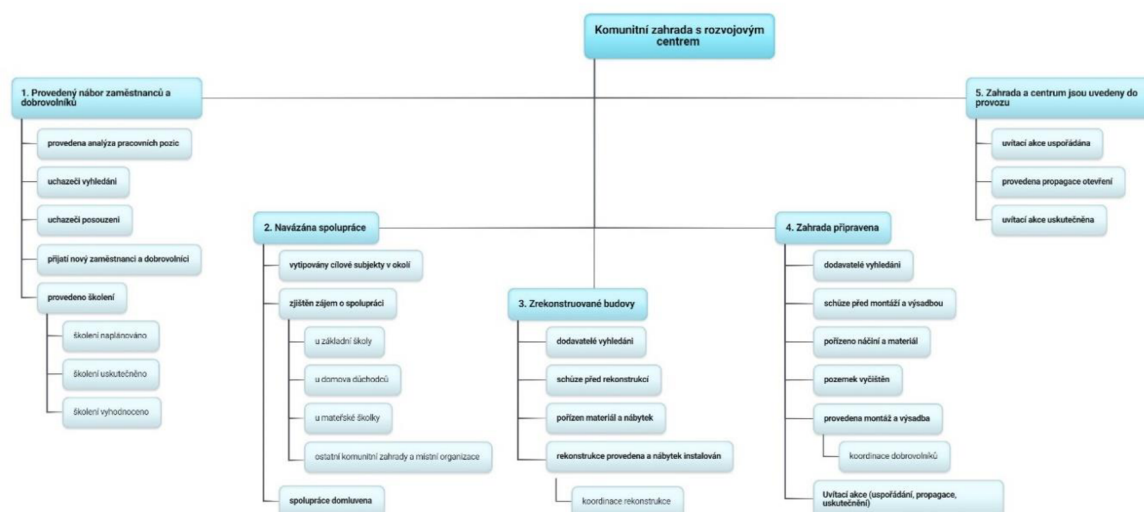 Komunitní zahrada s rozvojovým
centrem
1. Provedený nábor zaměstnanců a
dobrovolníků
provedena analýza pracovních pozic
uchazeči vyhledáni
uchazeči posouzeni
přijatí nový zaměstnanci a dobrovolníci
provedeno školení
školení naplánováno
školení uskutečněno
školení vyhodnoceno
2. Navázána spolupráce
vytipovány cílové subjekty v okolí
zjištěn zájem o spolupráci
u základní školy
u domova důchodců
u mateřské školky
ostatní komunitní zahrady a místní organizace
spolupráce domluvena
3. Zrekonstruované budovy
dodavatelé vyhledáni
schůze před rekonstrukcí
pořízen materiál a nábytek
rekonstrukce provedena a nábytek instalován
koordinace rekonstrukce
4. Zahrada připravena
dodavatelé vyhledáni
schůze před montáží a výsadbou
pořízeno náčiní a materiál
pozemek vyčištěn
provedena montáž a výsadba
koordinace dobrovolníků
Uvítací akce (uspořádání, propagace,
uskutečnění)
5. Zahrada a centrum jsou uvedeny do
provozu
uvítací akce uspořádána
provedena propagace otevření
uvítací akce uskutečněna